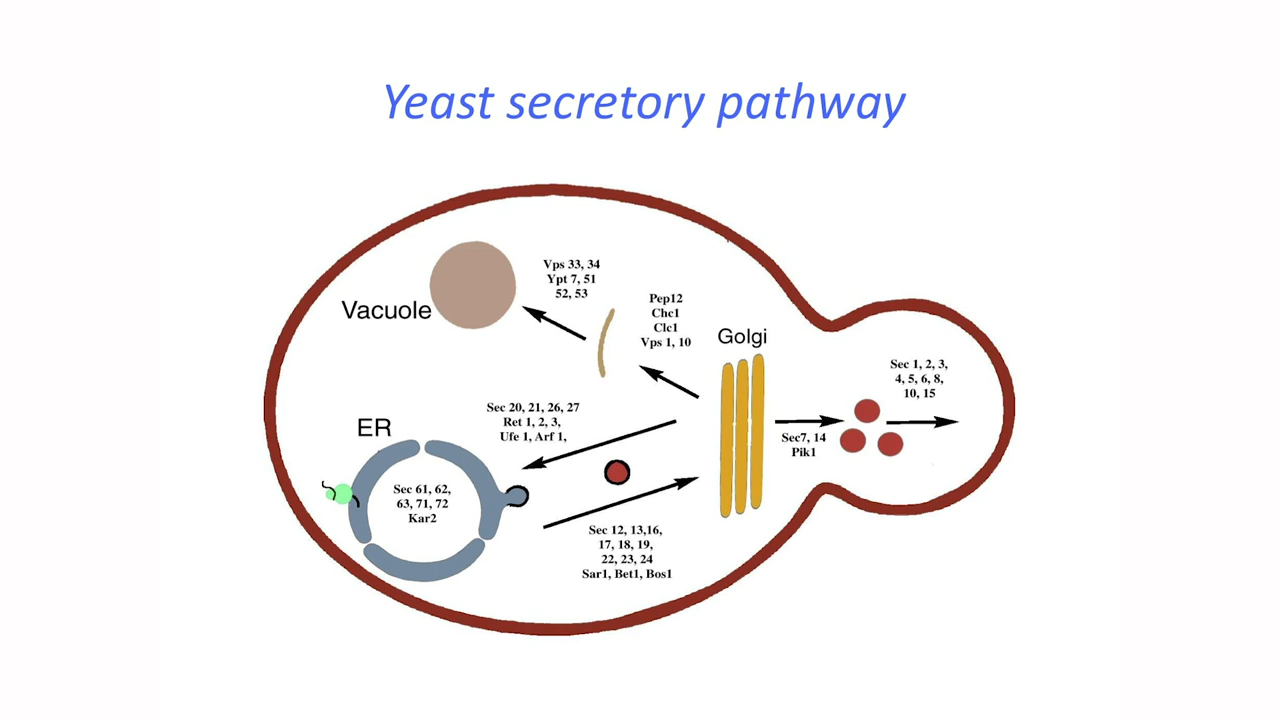 Yeast secretory pathway
Vps 33, 34
Ypt 7, 51
52, 53
Vacuole
Pep12
Chc1
Clc1
Vps 1, 10
Golgi
Sec 1, 2, 3,
4, 5, 6, 8,
10, 15
Sec 20, 21, 26, 27
Ret 1, 2, 3,
Ufe 1, Arf 1,
ER
Sec7, 14
Pik1
Sec 61, 62,
63, 71, 72
Kar2
Sec 12, 13,16,
17, 18, 19,
22, 23, 24
Sar1, Bet1, Bos1